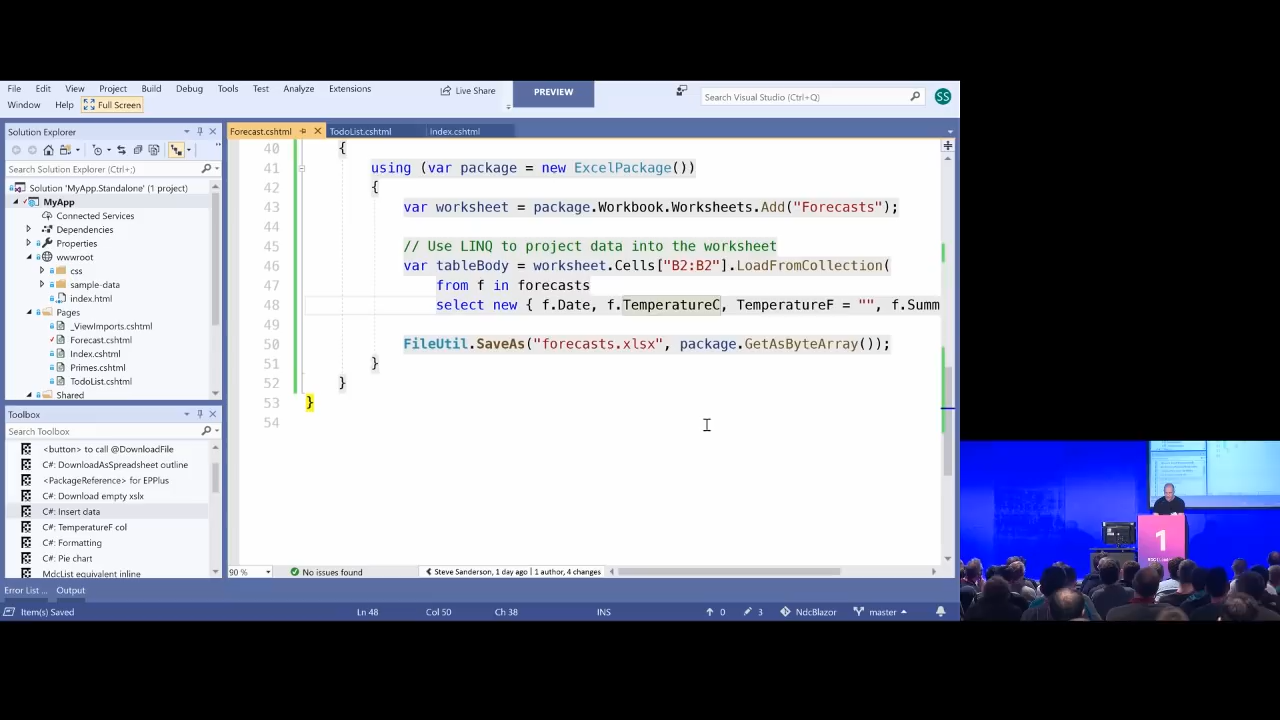 File Edit View Project Build Debug Tools Test Analyze Extensions
Live Share
PREVIEW
Search Visual Studio (Ctrl+Q)
SS
Window Help Full Screen
Solution Explorer
Search Solution Explorer (Ctrl+;)
Solution 'MyApp.Standalone' (1 project)
MyApp
Connected Services
Dependencies
Properties
wwwroot
css
sample-data
index.html
Pages
_ViewImports.cshtml
Forecast.cshtml
Index.cshtml
Primes.cshtml
TodoList.cshtml
Shared
Toolbox
Search Toolbox
<button> to call @DownloadFile
C#: DownloadAsSpreadsheet outline
<PackageReference> for EPPlus
C#: Download empty xslx
C#: Insert data
C#: TemperatureF col
C#: Formatting
C#: Pie chart
MdcList equivalent inline
Forecast.cshtml TodoList.cshtml Index.cshtml
40 {
41 using (var package = new ExcelPackage())
42 {
43 var worksheet = package.Workbook.Worksheets.Add("Forecasts");
44
45 // Use LINQ to project data into the worksheet
46 var tableBody = worksheet.Cells["B2:B2"].LoadFromCollection(
47 from f in forecasts
48 select new { f.Date, f.TemperatureC, TemperatureF = "", f.Summ
49
50 FileUtil.SaveAs("forecasts.xlsx", package.GetAsByteArray());
51 }
52 }
53 }
54
90 % No issues found Steve Sanderson, 1 day ago | 1 author, 4 changes
Error List ... Output
Item(s) Saved Ln 48 Col 50 Ch 38 INS 0 3 NdcBlazor master
1